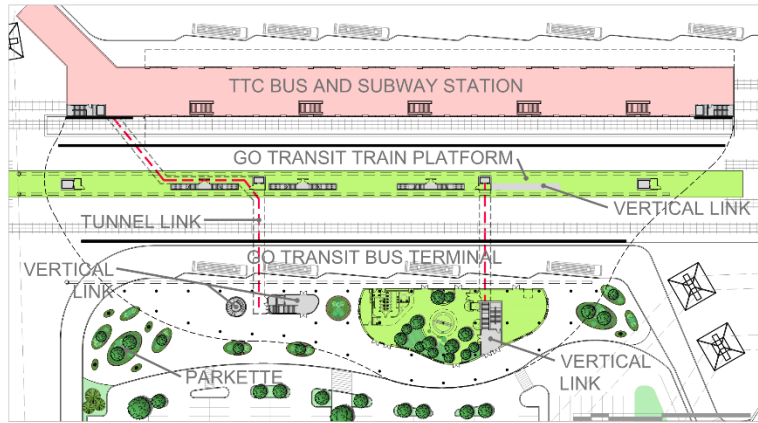 TTC BUS AND SUBWAY STATION
GO TRANSIT TRAIN PLATFORM
VERTICAL LINK
TUNNEL LINK
GO TRANSIT BUS TERMINAL
VERTICAL
LINK
VERTICAL
LINK
PARKETTE